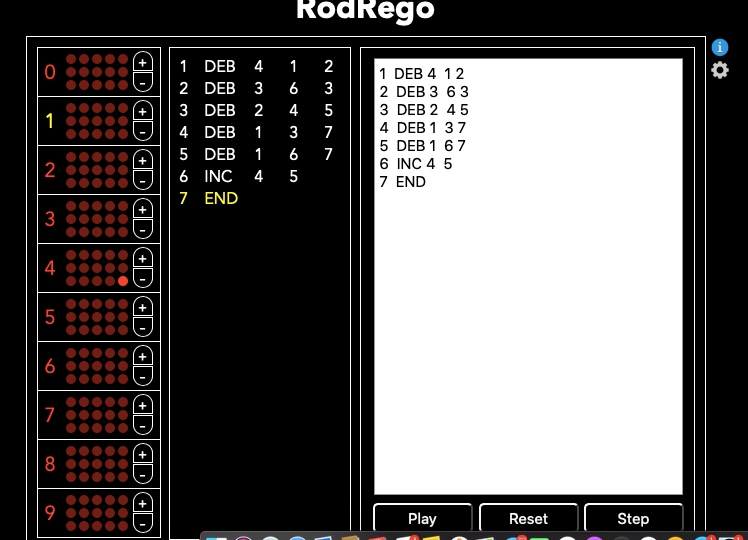 RodRego
0 + -
1 + -
2 + -
3 + -
4 + -
5 + -
6 + -
7 + -
8 + -
9 + -
1 DEB 4 1 2
2 DEB 3 6 3
3 DEB 2 4 5
4 DEB 1 3 7
5 DEB 1 6 7
6 INC 4 5
7 END
1 DEB 4 1 2
2 DEB 3 6 3
3 DEB 2 4 5
4 DEB 1 3 7
5 DEB 1 6 7
6 INC 4 5
7 END
Play Reset Step
i